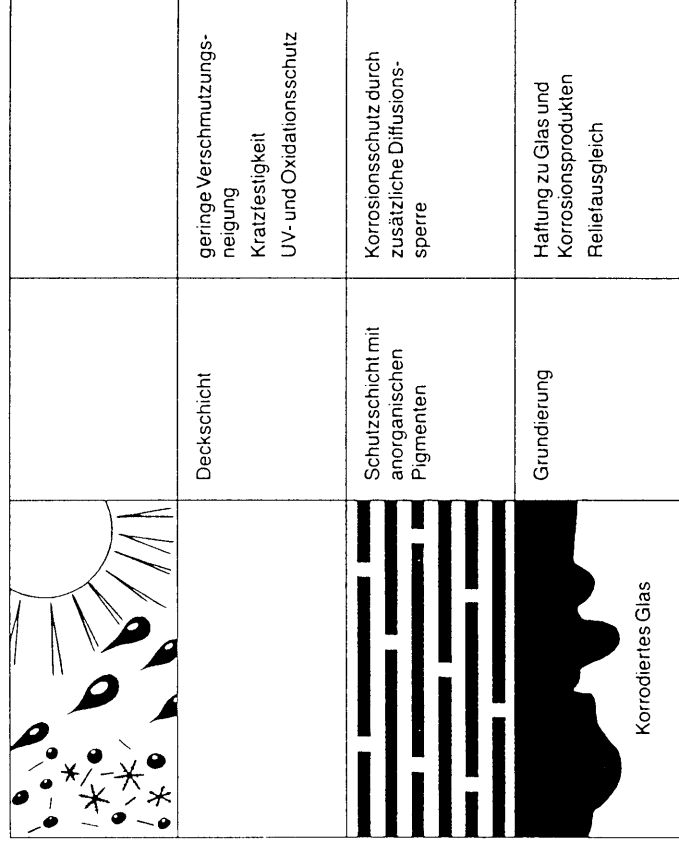 geringe Verschmutzungs-
neigung
Kratzfestigkeit
UV- und Oxidationsschutz
Deckschicht
Korrosionsschutz durch
zusätzliche Diffusions-
sperre
Schutzschicht mit
anorganischen
Pigmenten
Haftung zu Glas und
Korrosionsprodukten
Reliefausgleich
Grundierung
Korrodiertes Glas